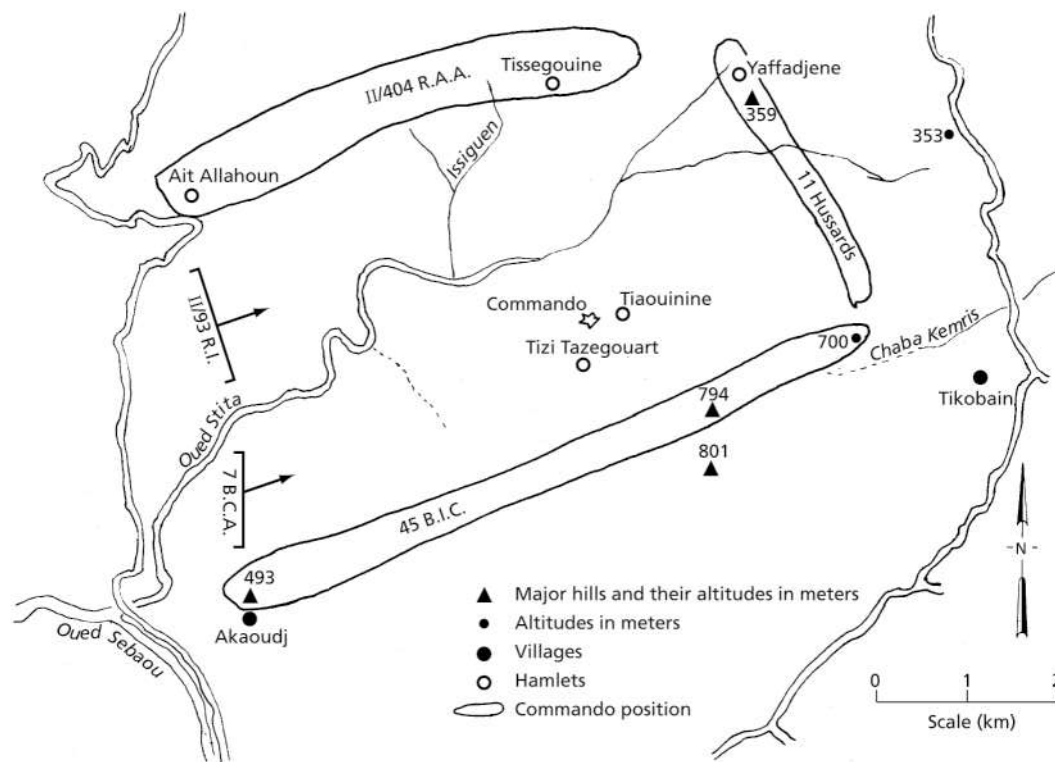 Tissegouine
II/404 R.A.A.
Yaffadjene
359
353
Issiguen
Ait Allahoun
11 Hussards
II/93 R.I.
Commando
Tiaouinine
700
Chaba Kemris
Tizi Tazegouart
Tikobain
794
Oued Stita
801
7 B.C.A.
45 B.I.C.
493
Akaoudj
Oued Sebaou
-N-
Major hills and their altitudes in meters
Altitudes in meters
Villages
Hamlets
Commando position
0 1 2
Scale (km)